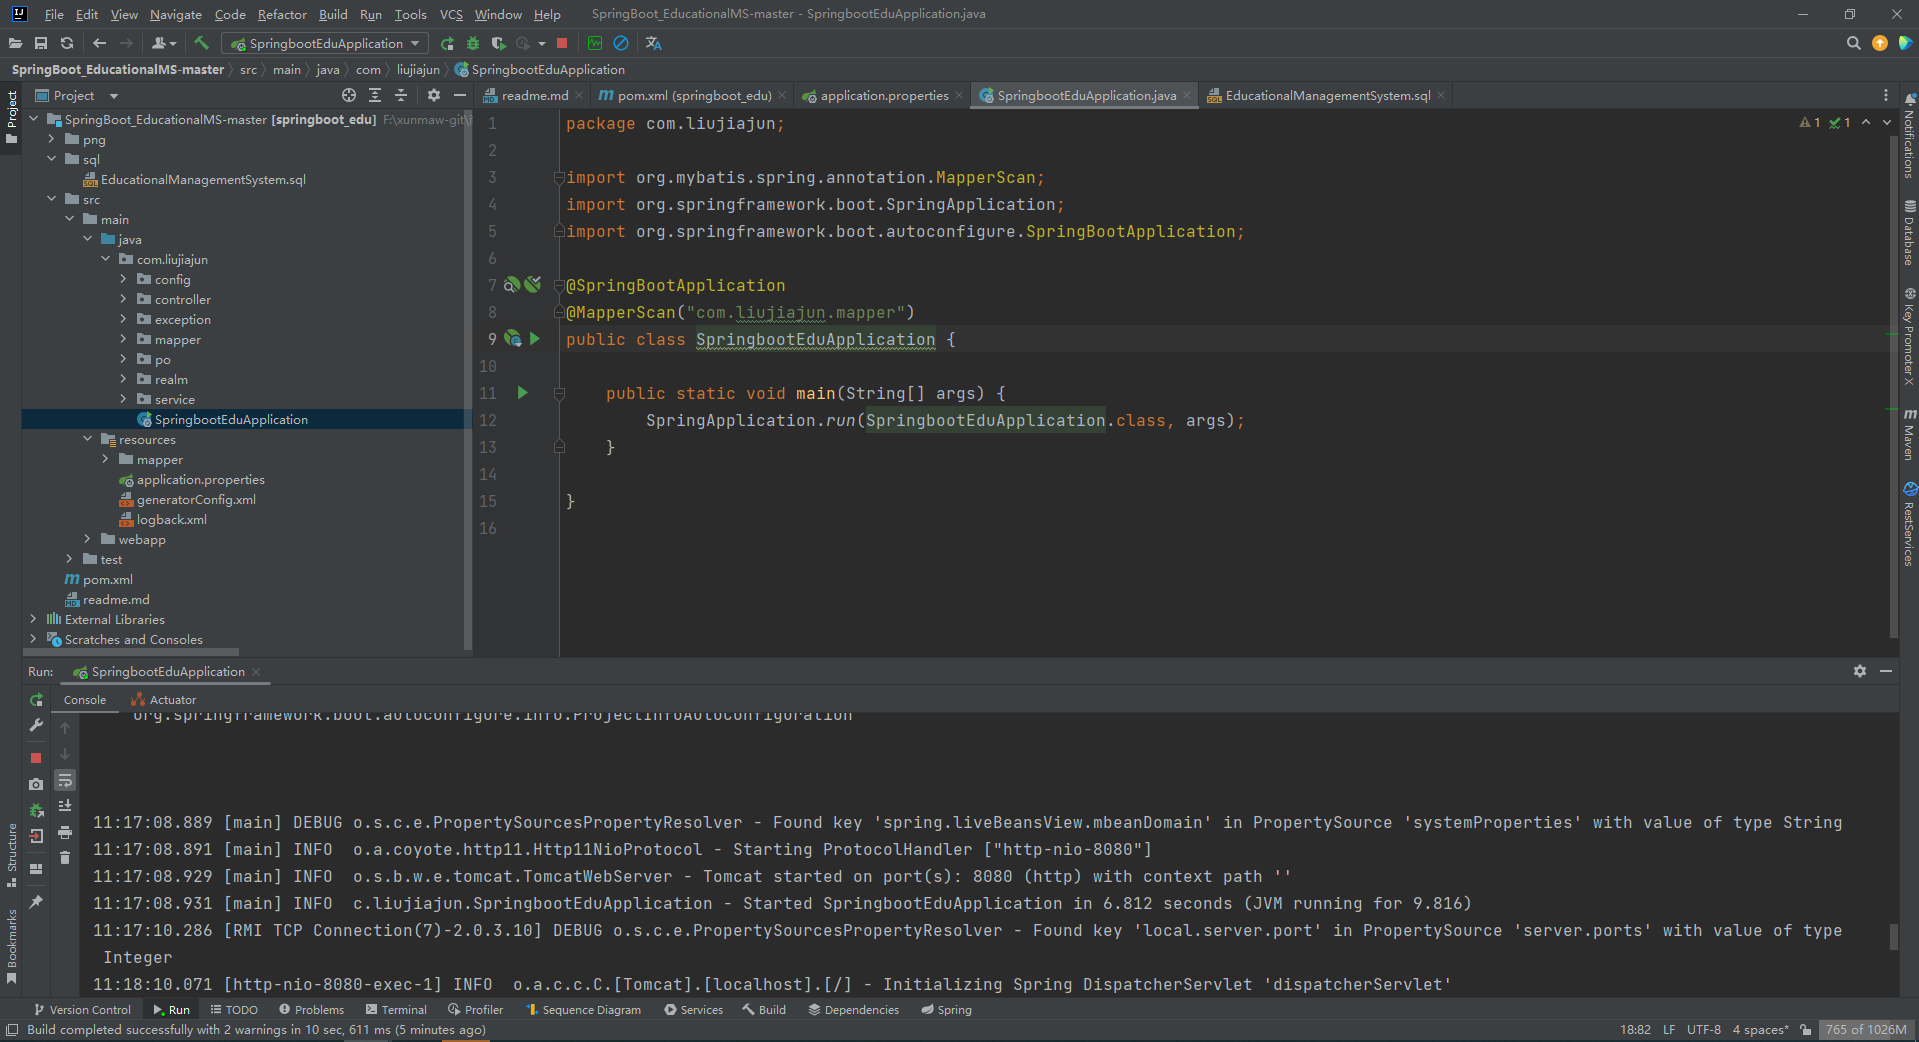 File Edit View Navigate Code Refactor Build Run Tools VCS Window Help SpringBoot_EducationalMS-master - SpringbootEduApplication.java
SpringbootEduApplication
SpringBoot_EducationalMS-master src main java com liujiajun SpringbootEduApplication
Project
Project
readme.md pom.xml (springboot_edu) application.properties SpringbootEduApplication.java EducationalManagementSystem.sql
SpringBoot_EducationalMS-master [springboot_edu] F:\xunmaw-git\
png
sql
EducationalManagementSystem.sql
src
main
java
com.liujiajun
config
controller
exception
mapper
po
realm
service
SpringbootEduApplication
resources
mapper
application.properties
generatorConfig.xml
logback.xml
webapp
test
pom.xml
readme.md
External Libraries
Scratches and Consoles
1 package com.liujiajun;
2
3 import org.mybatis.spring.annotation.MapperScan;
4 import org.springframework.boot.SpringApplication;
5 import org.springframework.boot.autoconfigure.SpringBootApplication;
6
7 @SpringBootApplication
8 @MapperScan("com.liujiajun.mapper")
9 public class SpringbootEduApplication {
10
11 public static void main(String[] args) {
12 SpringApplication.run(SpringbootEduApplication.class, args);
13 }
14
15 }
16
1 1
Notifications
Database
Key Promoter X
Maven
RestServices
Run: SpringbootEduApplication
Console Actuator
org.springframework.boot.autoconfigure.info.ProjectInfoAutoConfiguration
11:17:08.889 [main] DEBUG o.s.c.e.PropertySourcesPropertyResolver - Found key 'spring.liveBeansView.mbeanDomain' in PropertySource 'systemProperties' with value of type String
11:17:08.891 [main] INFO o.a.coyote.http11.Http11NioProtocol - Starting ProtocolHandler ["http-nio-8080"]
11:17:08.929 [main] INFO o.s.b.w.e.tomcat.TomcatWebServer - Tomcat started on port(s): 8080 (http) with context path ''
11:17:08.931 [main] INFO c.liujiajun.SpringbootEduApplication - Started SpringbootEduApplication in 6.812 seconds (JVM running for 9.816)
11:17:10.286 [RMI TCP Connection(7)-2.0.3.10] DEBUG o.s.c.e.PropertySourcesPropertyResolver - Found key 'local.server.port' in PropertySource 'server.ports' with value of type
Integer
11:18:10.071 [http-nio-8080-exec-1] INFO o.a.c.c.C.[Tomcat].[localhost].[/] - Initializing Spring DispatcherServlet 'dispatcherServlet'
Structure
Bookmarks
Version Control Run TODO Problems Terminal Profiler Sequence Diagram Services Build Dependencies Spring
Build completed successfully with 2 warnings in 10 sec, 611 ms (5 minutes ago) 18:82 LF UTF-8 4 spaces* 765 of 1026M